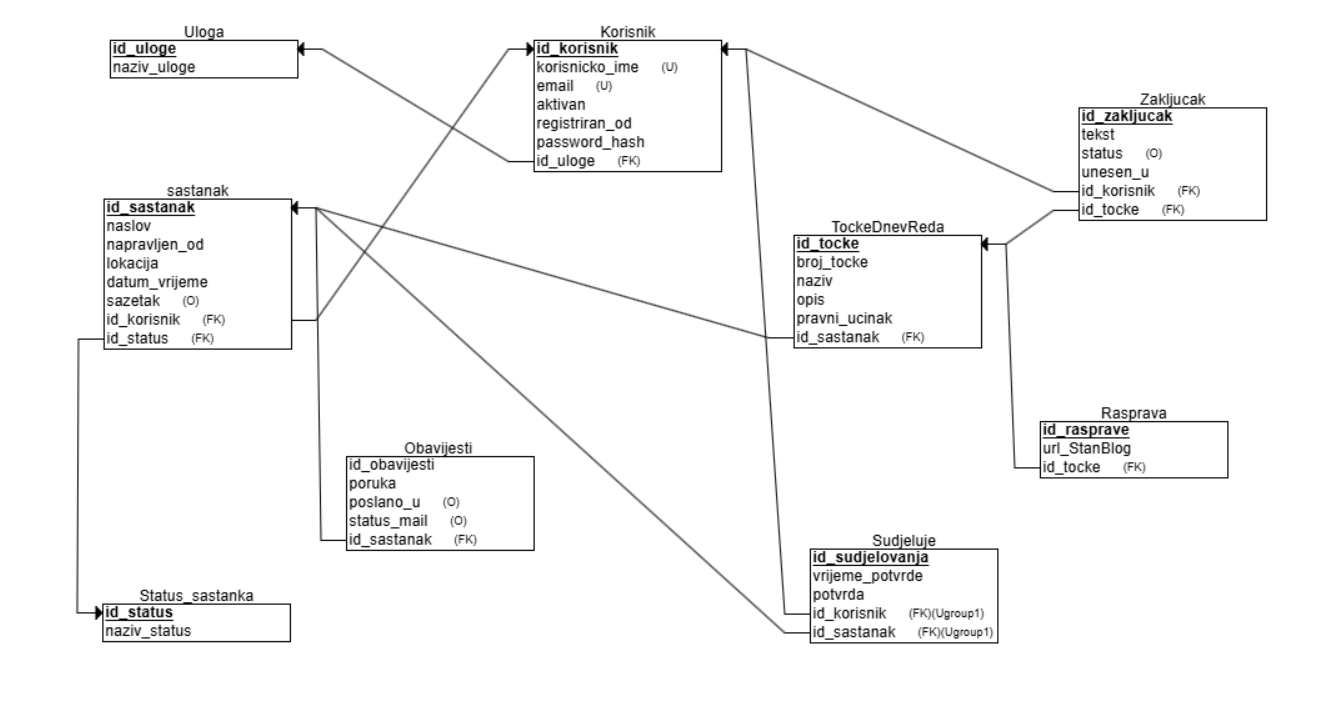 Uloga
id_uloge
naziv_uloge
Korisnik
id_korisnik
korisnicko_ime (U)
email (U)
aktivan
registriran_od
password_hash
id_uloge (FK)
Zakljucak
id_zakljucak
tekst
status (O)
unesen_u
id_korisnik (FK)
id_tocke (FK)
sastanak
id_sastanak
naslov
napravljen_od
lokacija
datum_vrijeme
sazetak (O)
id_korisnik (FK)
id_status (FK)
TockeDnevReda
id_tocke
broj_tocke
naziv
opis
pravni_ucinak
id_sastanak (FK)
Rasprava
id_rasprave
url_StanBlog
id_tocke (FK)
Obavijesti
id_obavijesti
poruka
poslano_u (O)
status_mail (O)
id_sastanak (FK)
Sudjeluje
id_sudjelovanja
vrijeme_potvrde
potvrda
id_korisnik (FK)(Ugroup1)
id_sastanak (FK)(Ugroup1)
Status_sastanka
id_status
naziv_status